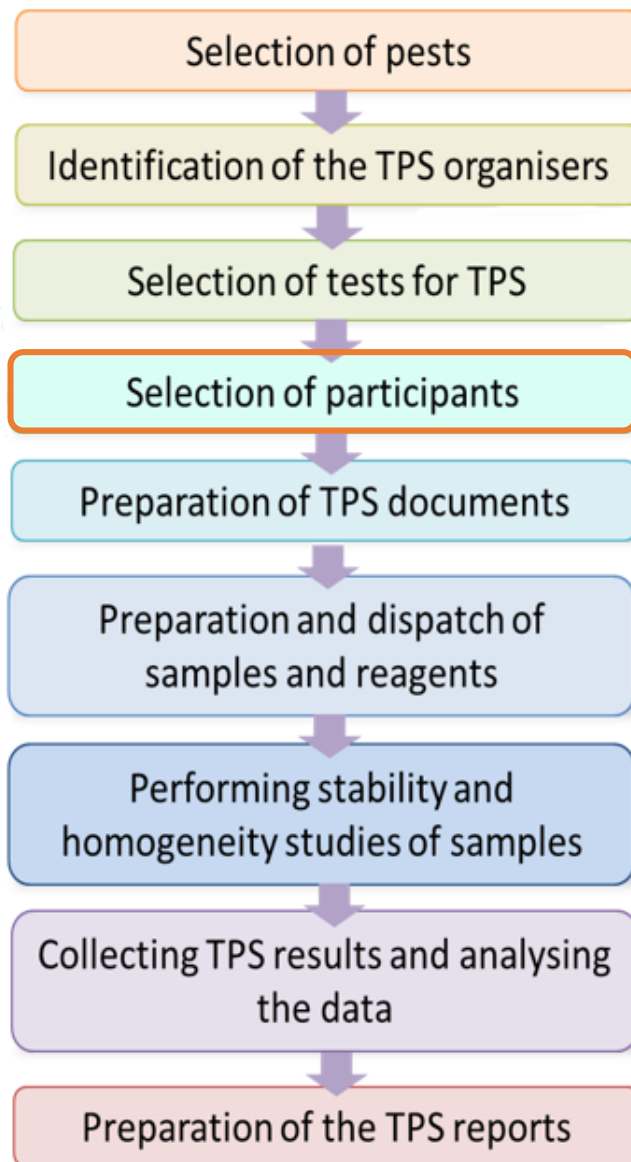 Selection of pests
Identification of the TPS organisers
Selection of tests for TPS
Selection of participants
Preparation of TPS documents
Preparation and dispatch of
samples and reagents
Performing stability and
homogeneity studies of samples
Collecting TPS results and analysing
the data
Preparation of the TPS reports